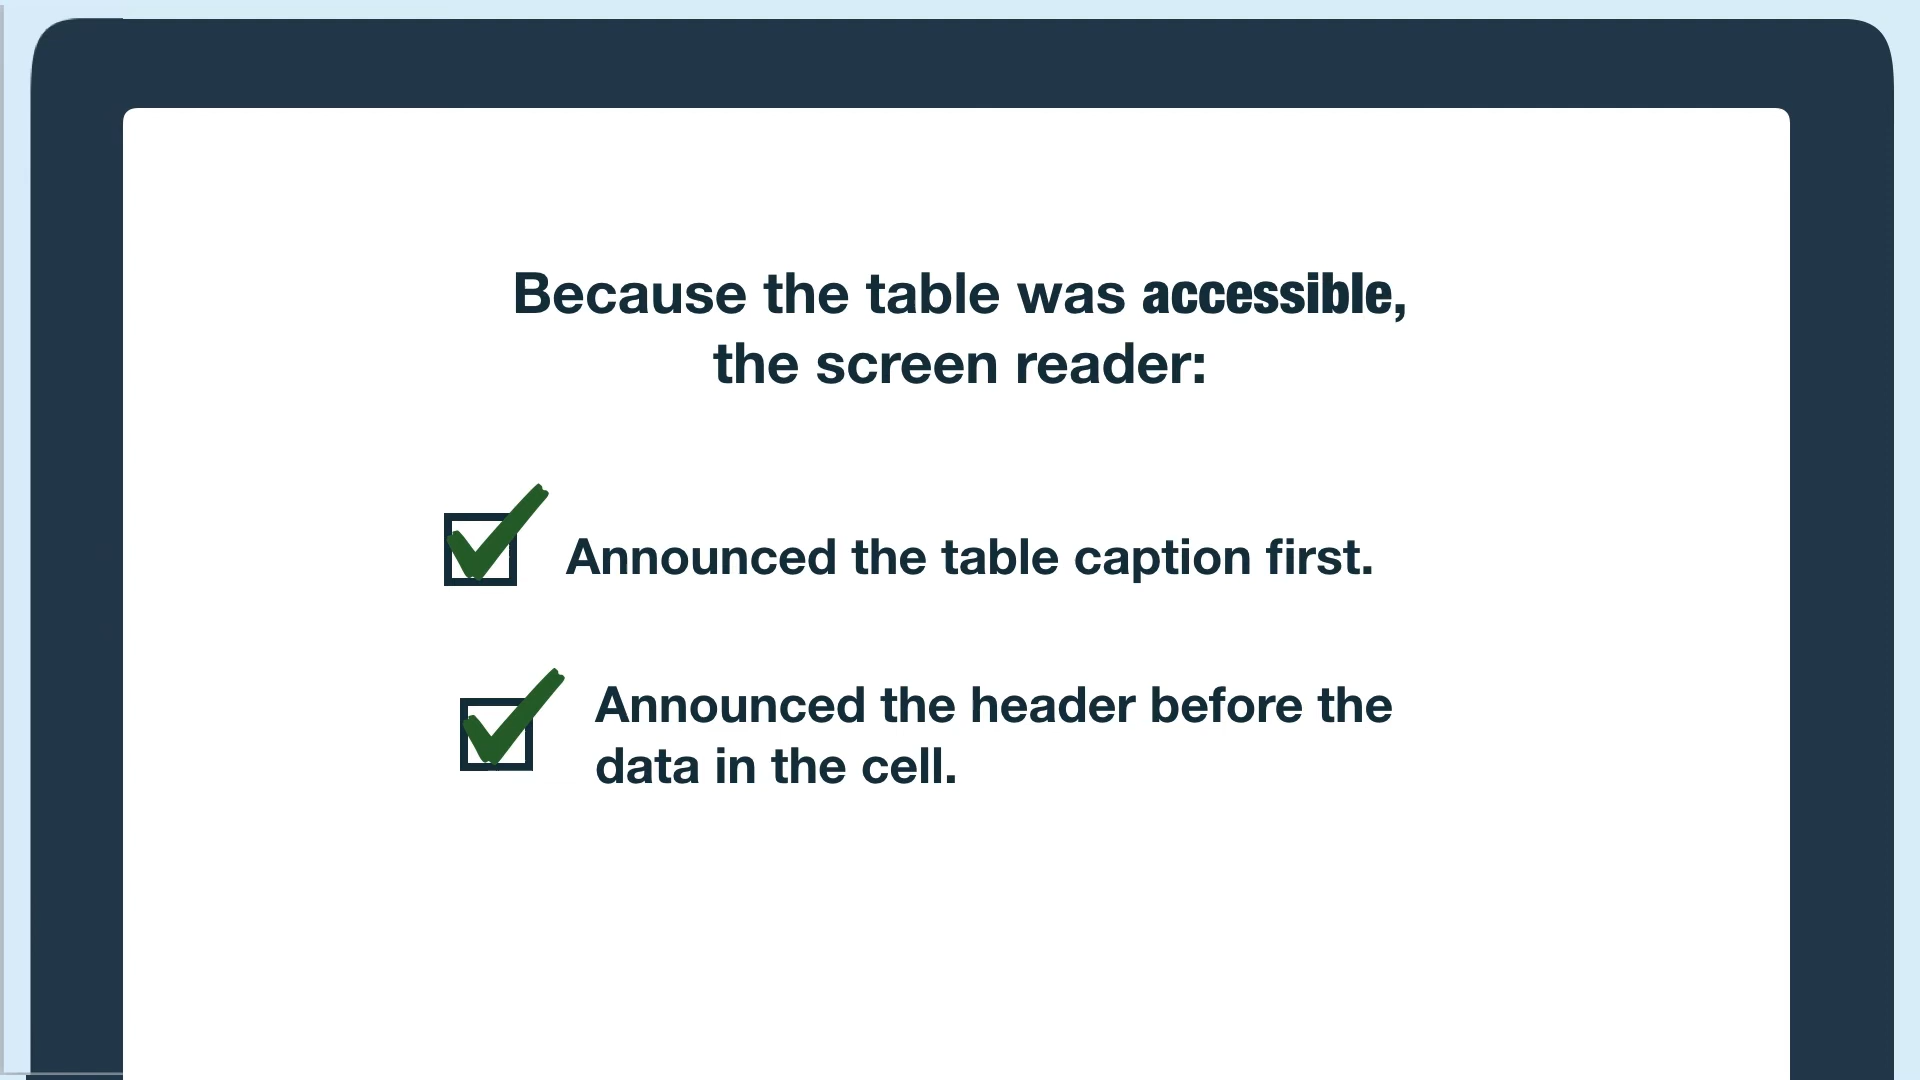 Because the table was accessible,
the screen reader:
Announced the table caption first.
Announced the header before the
data in the cell.